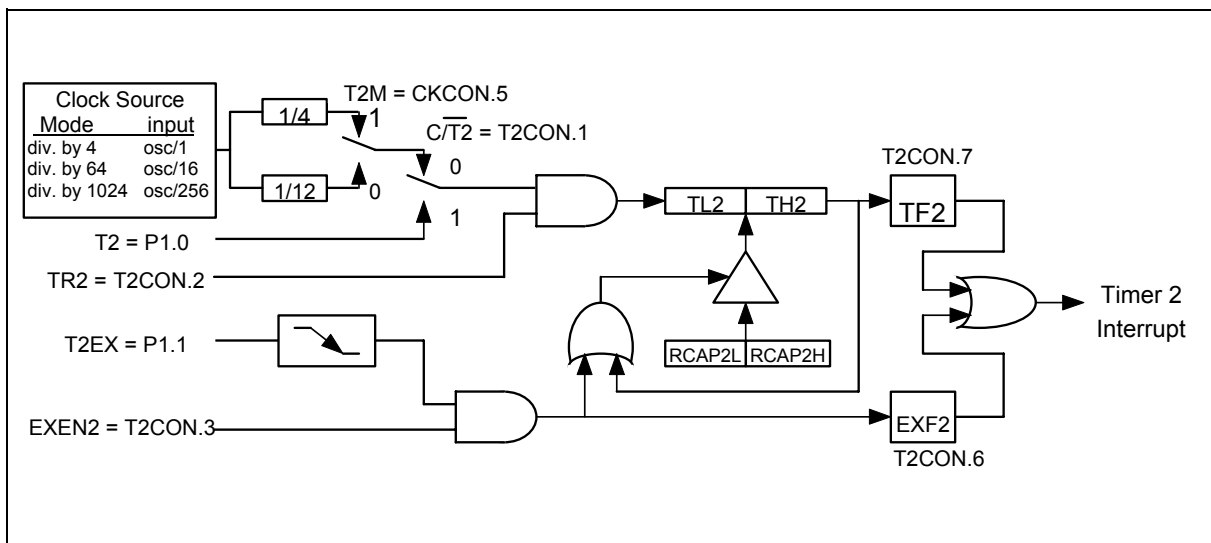 Clock Source
Mode input
div. by 4 osc/1
div. by 64 osc/16
div. by 1024 osc/256
1/4
1/12
T2M = CKCON.5
1
0
C/T2 = T2CON.1
0
1
T2 = P1.0
TR2 = T2CON.2
TL2 TH2
T2CON.7
TF2
Timer 2
Interrupt
T2EX = P1.1
RCAP2L RCAP2H
EXEN2 = T2CON.3
EXF2
T2CON.6